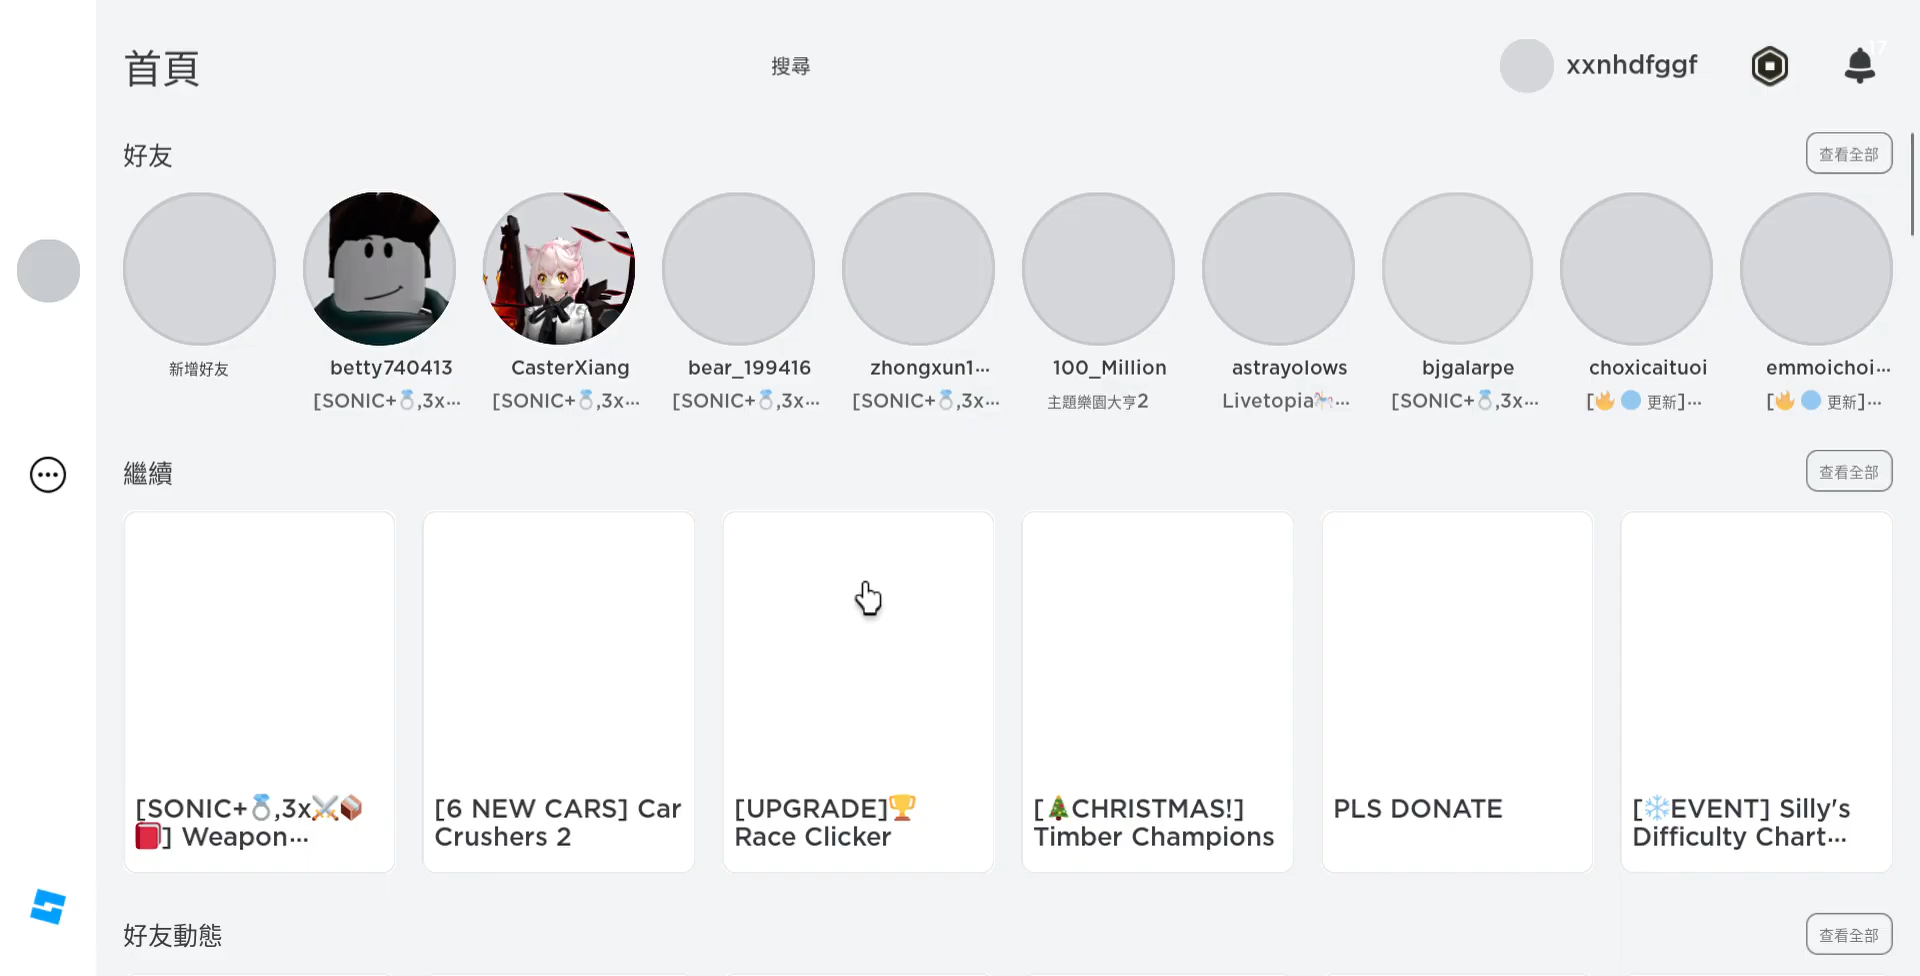 首頁
搜尋
xxnhdfggf
17
好友
查看全部
新增好友
betty740413
[SONIC+💍,3x…
CasterXiang
[SONIC+💍,3x…
bear_199416
[SONIC+💍,3x…
zhongxun1…
[SONIC+💍,3x…
100_Million
主題樂園大亨2
astrayolows
Livetopia🎠…
bjgalarpe
[SONIC+💍,3x…
choxicaituoi
[🔥🔵更新]…
emmoichoi…
[🔥🔵更新]…
繼續
查看全部
[SONIC+💍,3x⚔️📦
📕] Weapon…
[6 NEW CARS] Car
Crushers 2
[UPGRADE]🏆
Race Clicker
[🎄CHRISTMAS!]
Timber Champions
PLS DONATE
[❄️EVENT] Silly's
Difficulty Chart…
好友動態
查看全部